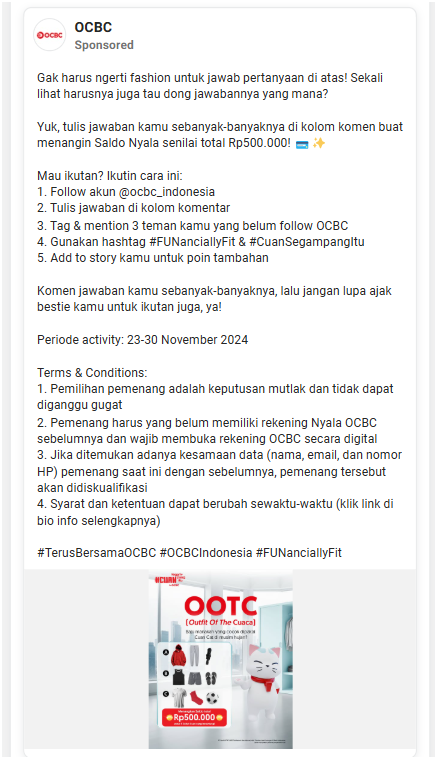 OCBC
OCBC
Sponsored
Gak harus ngerti fashion untuk jawab pertanyaan di atas! Sekali
lihat harusnya juga tau dong jawabannya yang mana?
Yuk, tulis jawaban kamu sebanyak-banyaknya di kolom komen buat
menangin Saldo Nyala senilai total Rp500.000!
Mau ikutan? Ikutin cara ini:
1. Follow akun @ocbc_indonesia
2. Tulis jawaban di kolom komentar
3. Tag & mention 3 teman kamu yang belum follow OCBC
4. Gunakan hashtag #FUNanciallyFit & #CuanSegampangItu
5. Add to story kamu untuk poin tambahan
Komen jawaban kamu sebanyak-banyaknya, lalu jangan lupa ajak
bestie kamu untuk ikutan juga, ya!
Periode activity: 23-30 November 2024
Terms & Conditions:
1. Pemilihan pemenang adalah keputusan mutlak dan tidak dapat
diganggu gugat
2. Pemenang harus yang belum memiliki rekening Nyala OCBC
sebelumnya dan wajib membuka rekening OCBC secara digital
3. Jika ditemukan adanya kesamaan data (nama, email, dan nomor
HP) pemenang saat ini dengan sebelumnya, pemenang tersebut
akan didiskualifikasi
4. Syarat dan ketentuan dapat berubah sewaktu-waktu (klik link di
bio info selengkapnya)
#TerusBersamaOCBC #OCBCIndonesia #FUNanciallyFit
OOTC
(Outfit Of The Cuaca)
A
B
C
Rp500.000